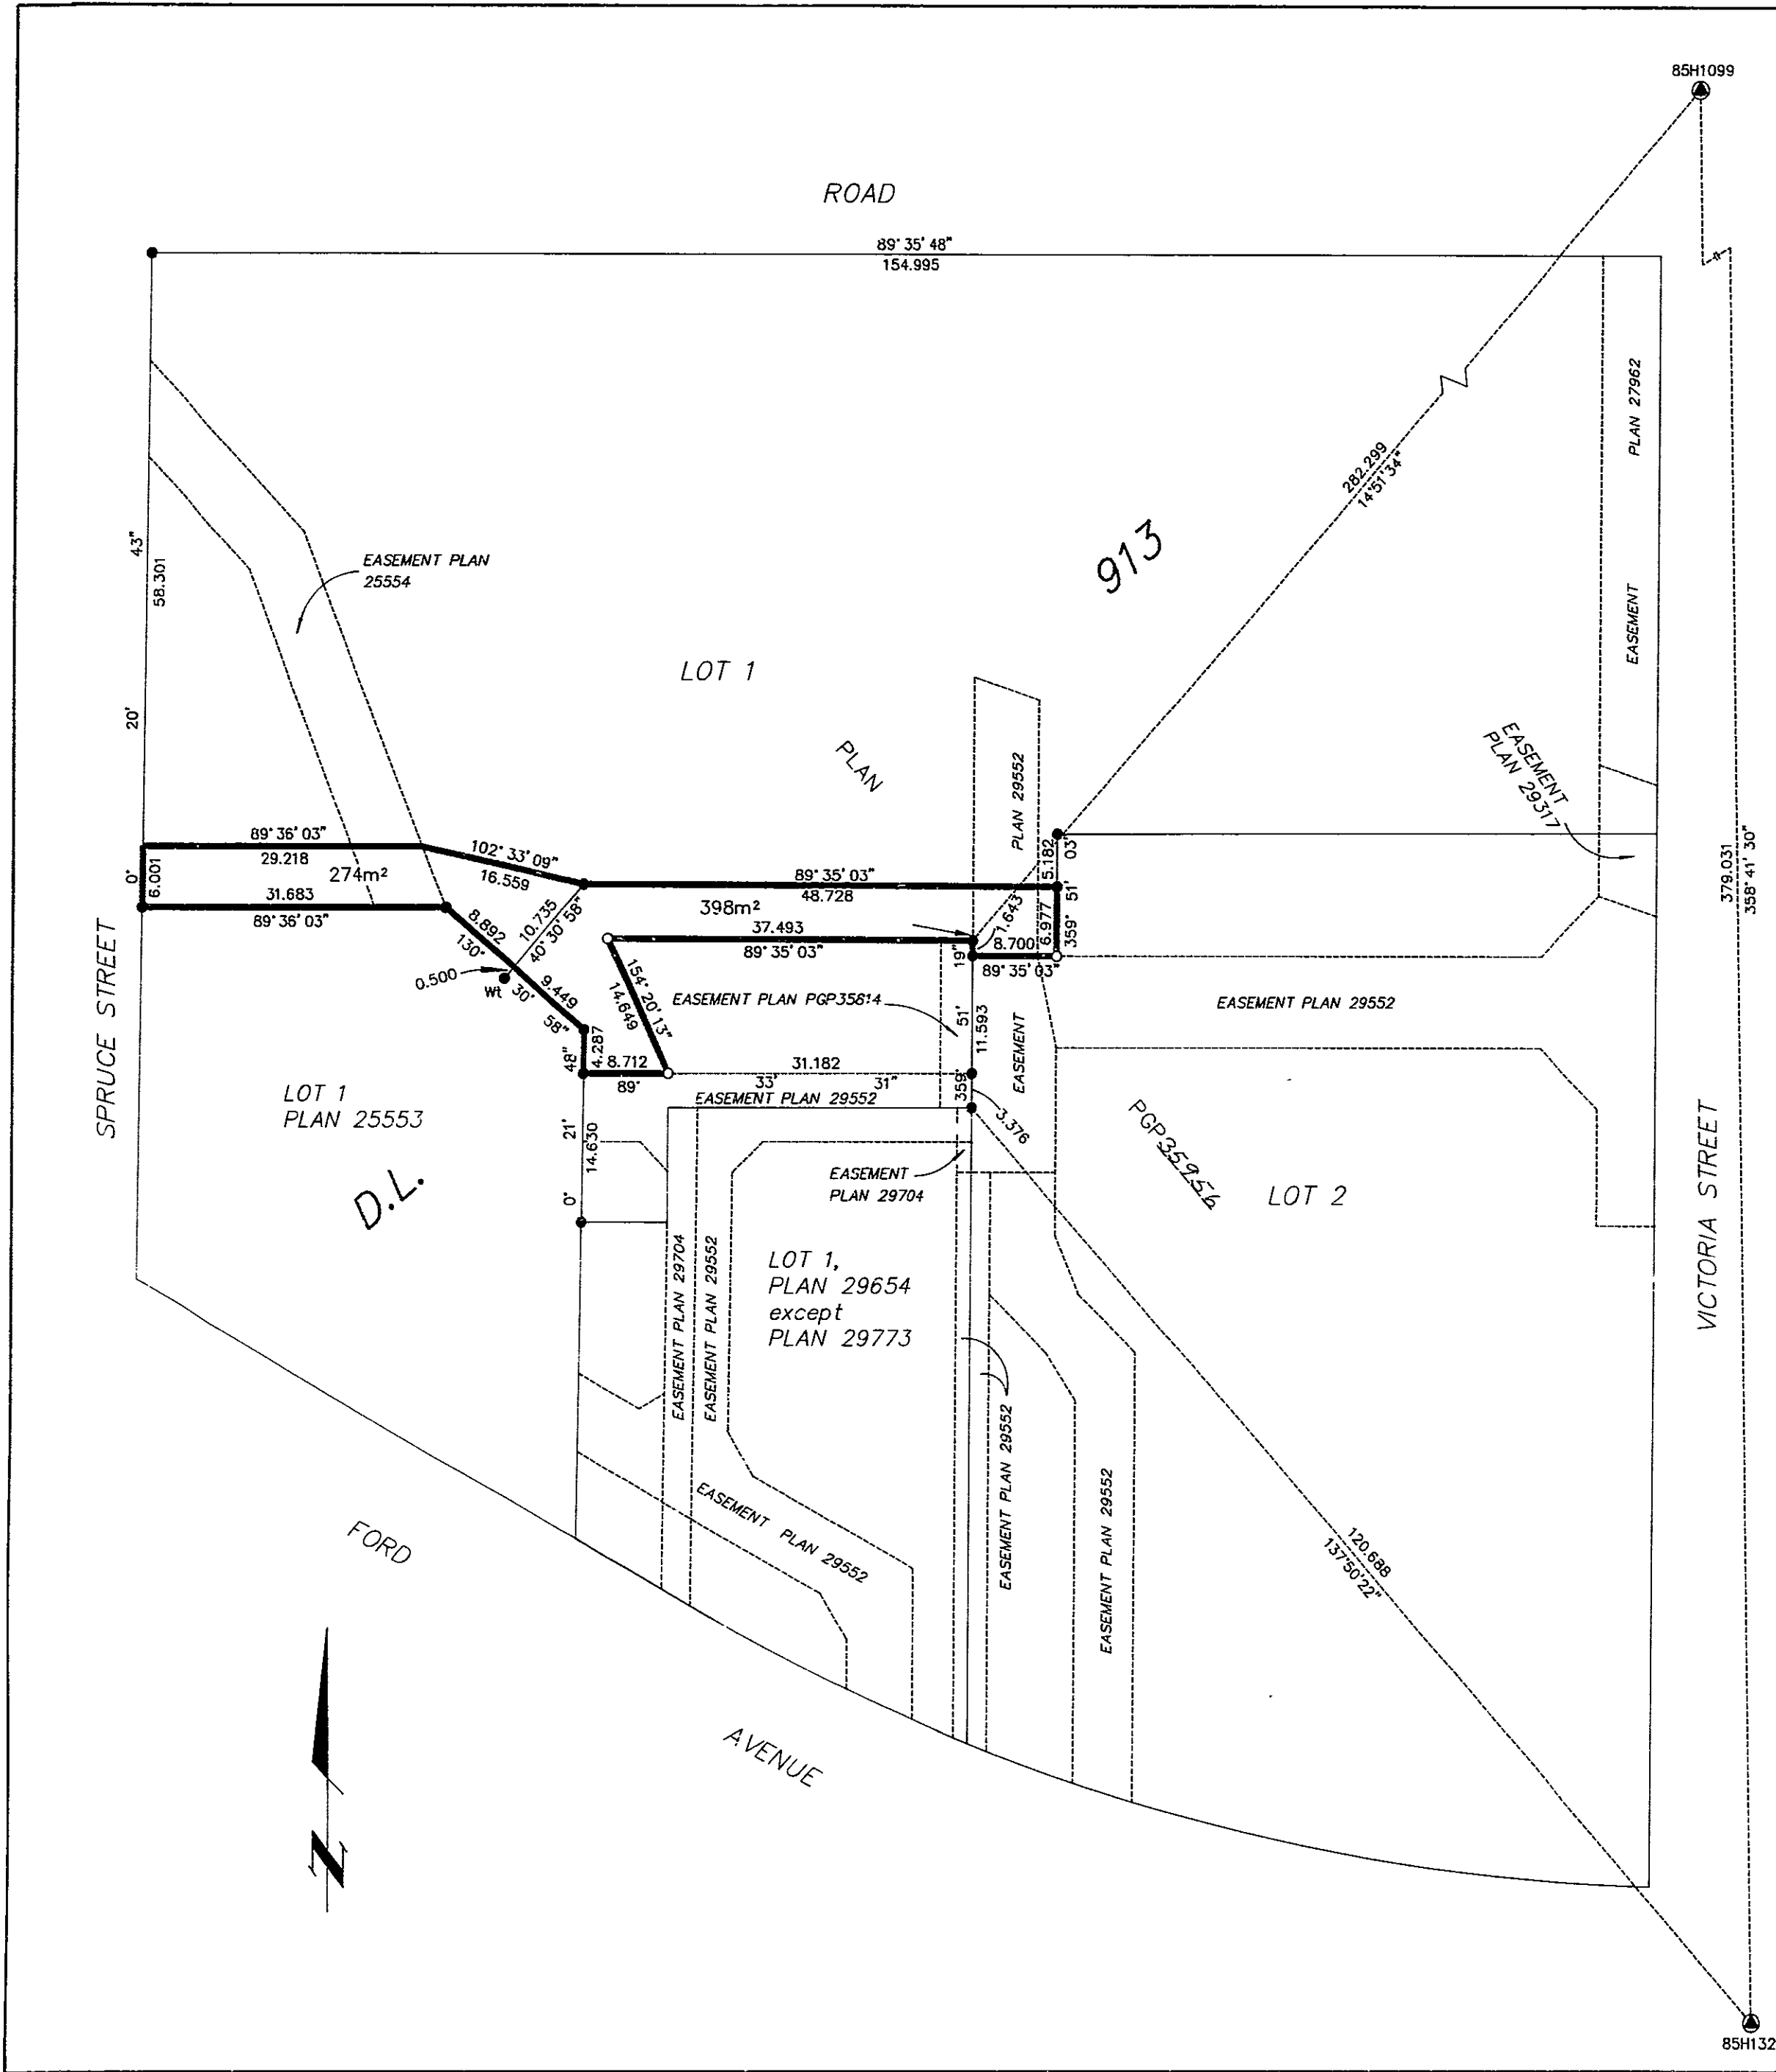 85H1099
ROAD
89° 35' 48"
154.995
PLAN 27962
EASEMENT
282.299
14°51'34"
43"
58.301
20'
EASEMENT PLAN
25554
913
LOT 1
PLAN
PLAN 29552
EASEMENT
PLAN 29317
379.031
358° 41' 30"
89° 36' 03"
29.218
274m²
102° 33' 09"
16.559
0°
6.001
31.683
89° 36' 03"
89° 35' 03"
48.728
398m²
5.182
03"
51'
6.977
359°
1.643
8.700
89° 35' 03"
37.493
89° 35' 03"
19"
8.892
130°
10.735
40° 30' 58"
0.500
Wt
30'
9.449
58"
154° 20' 13"
14.649
EASEMENT PLAN PGP35814
51'
11.593
EASEMENT
EASEMENT PLAN 29552
SPRUCE STREET
48"
4.287
8.712
89°
31.182
33'
31"
359°
3.376
EASEMENT PLAN 29552
LOT 1
PLAN 25553
21'
14.630
0°
D.L.
EASEMENT
PLAN 29704
PGP35956
LOT 2
VICTORIA STREET
EASEMENT PLAN 29704
EASEMENT PLAN 29552
LOT 1,
PLAN 29654
except
PLAN 29773
EASEMENT PLAN 29552
EASEMENT PLAN 29552
EASEMENT PLAN 29552
120.688
137°50'22"
FORD
AVENUE
N
85H132